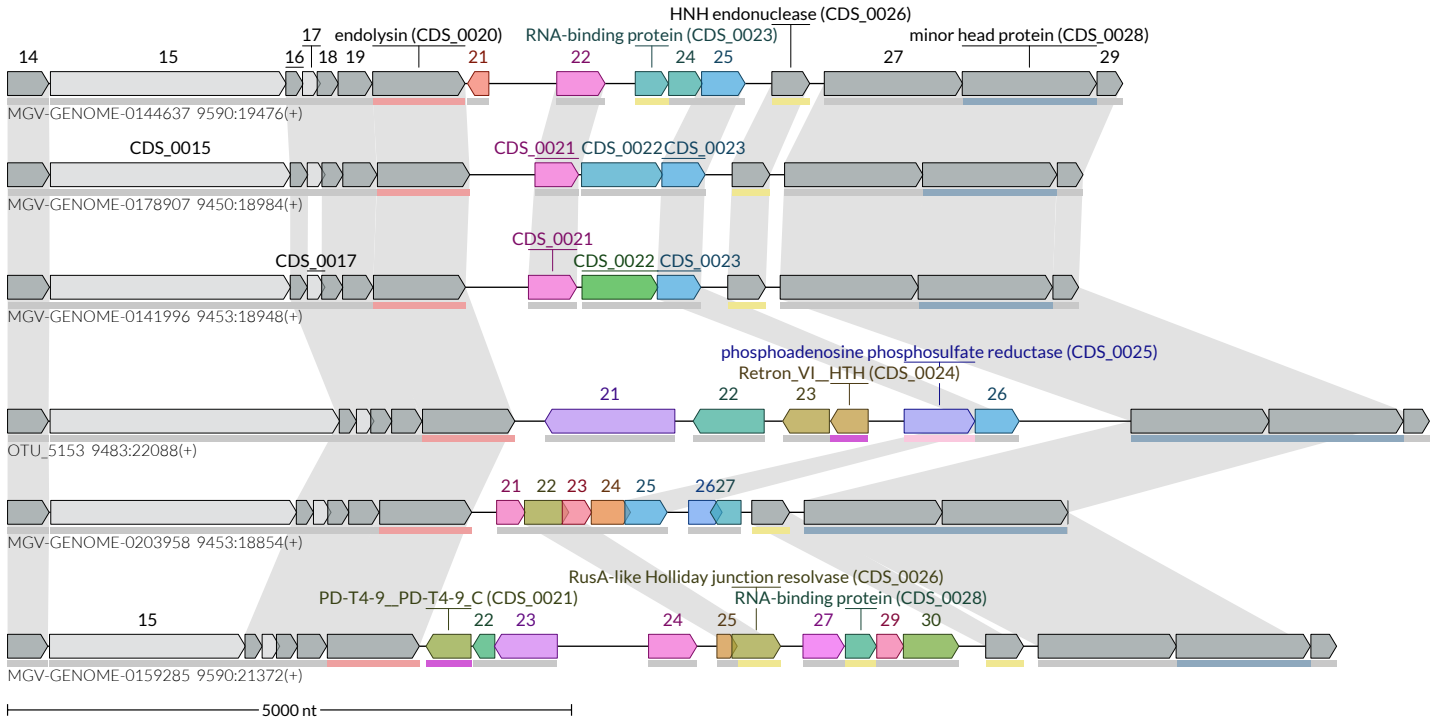 HNH endonuclease (CDS_0026)
17 endolysin (CDS_0020) RNA-binding protein (CDS_0023) minor head protein (CDS_0028)
14 15 16 18 19 21 22 24 25 27 29
MGV-GENOME-0144637 9590:19476(+)
CDS_0015 CDS_0021 CDS_0022 CDS_0023
MGV-GENOME-0178907 9450:18984(+)
CDS_0021
CDS_0017 CDS_0022 CDS_0023
MGV-GENOME-0141996 9453:18948(+)
phosphoadenosine phosphosulfate reductase (CDS_0025)
Retron_VI__HTH (CDS_0024)
21 22 23 26
OTU_5153 9483:22088(+)
21 22 23 24 25 26 27
MGV-GENOME-0203958 9453:18854(+)
RusA-like Holliday junction resolvase (CDS_0026)
PD-T4-9__PD-T4-9_C (CDS_0021) RNA-binding protein (CDS_0028)
15 22 23 24 25 27 29 30
MGV-GENOME-0159285 9590:21372(+)
5000 nt